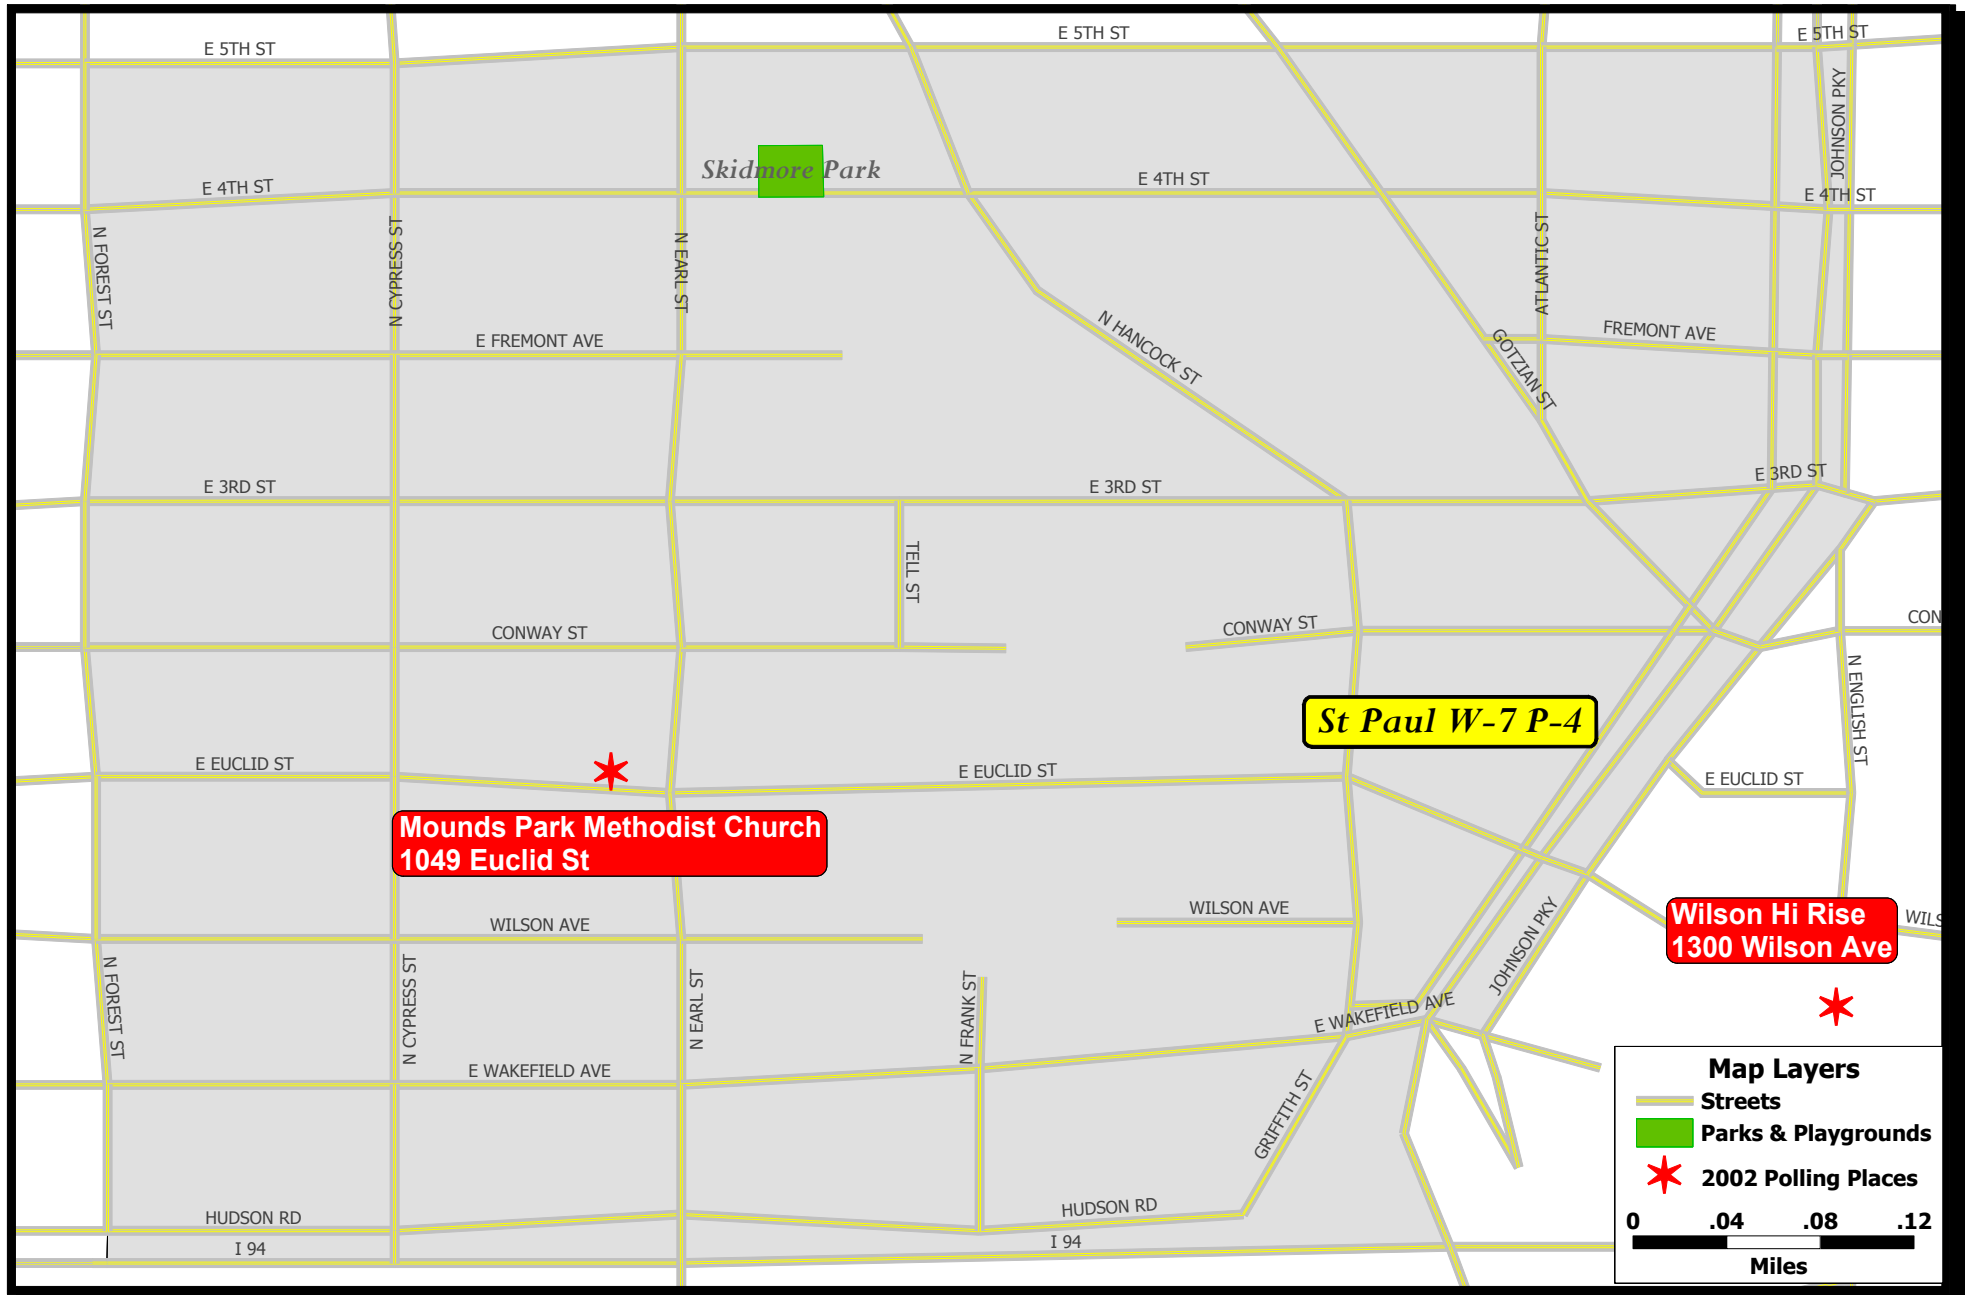 E 5TH ST
E 5TH ST
E 5TH ST
JOHNSON PKY
Skidmore Park
E 4TH ST
E 4TH ST
E 4TH ST
N FOREST ST
N CYPRESS ST
N EARL ST
ATLANTIC ST
E FREMONT AVE
N HANCOCK ST
GOTZIAN ST
FREMONT AVE
E 3RD ST
E 3RD ST
E 3RD ST
TELL ST
CONWAY ST
CONWAY ST
CON
N ENGLISH ST
St Paul W-7 P-4
E EUCLID ST
E EUCLID ST
E EUCLID ST
Mounds Park Methodist Church
1049 Euclid St
WILSON AVE
WILSON AVE
JOHNSON PKY
Wilson Hi Rise
1300 Wilson Ave
WILS
N FOREST ST
N CYPRESS ST
N EARL ST
N FRANK ST
E WAKEFIELD AVE
E WAKEFIELD AVE
GRIFFITH ST
HUDSON RD
HUDSON RD
I 94
I 94
Map Layers
Streets
Parks & Playgrounds
2002 Polling Places
0 .04 .08 .12
Miles